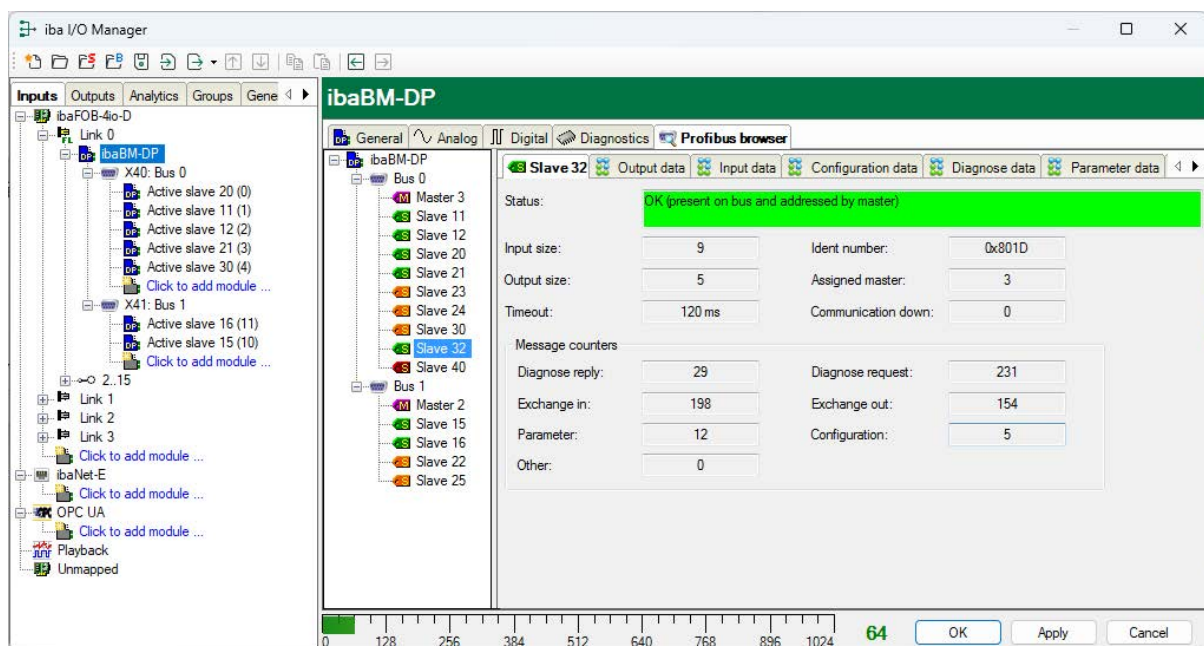 iba I/O Manager
Inputs Outputs Analytics Groups Gene
ibaFOB-4io-D
Link 0
ibaBM-DP
X40: Bus 0
Active slave 20 (0)
Active slave 11 (1)
Active slave 12 (2)
Active slave 21 (3)
Active slave 30 (4)
Click to add module ...
X41: Bus 1
Active slave 16 (11)
Active slave 15 (10)
Click to add module ...
2..15
Link 1
Link 2
Link 3
Click to add module ...
ibaNet-E
Click to add module ...
OPC UA
Click to add module ...
Playback
Unmapped
ibaBM-DP
General Analog Digital Diagnostics Profibus browser
ibaBM-DP
Bus 0
Master 3
Slave 11
Slave 12
Slave 20
Slave 21
Slave 23
Slave 24
Slave 30
Slave 32
Slave 40
Bus 1
Master 2
Slave 15
Slave 16
Slave 22
Slave 25
Slave 32 Output data Input data Configuration data Diagnose data Parameter data
Status: OK (present on bus and addressed by master)
Input size: 9 Ident number: 0x801D
Output size: 5 Assigned master: 3
Timeout: 120 ms Communication down: 0
Message counters
Diagnose reply: 29 Diagnose request: 231
Exchange in: 198 Exchange out: 154
Parameter: 12 Configuration: 5
Other: 0
0 128 256 384 512 640 768 896 1024 64 OK Apply Cancel